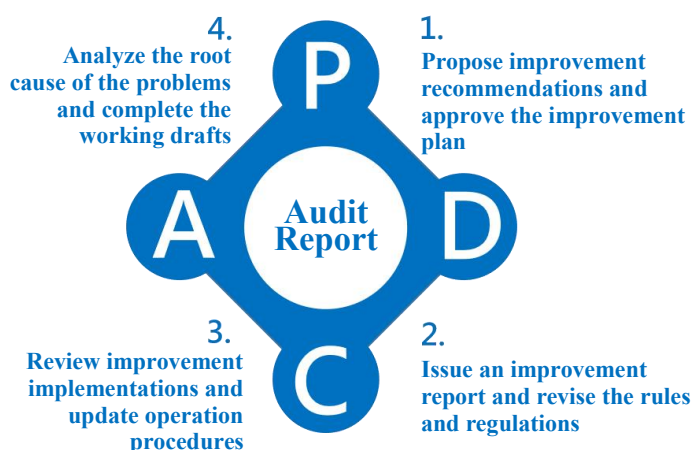 4.
Analyze the root
cause of the problems
and complete the
working drafts
P
1.
Propose improvement
recommendations and
approve the improvement
plan
A
Audit
Report
D
3.
Review improvement
implementations and
update operation
procedures
C
2.
Issue an improvement
report and revise the rules
and regulations